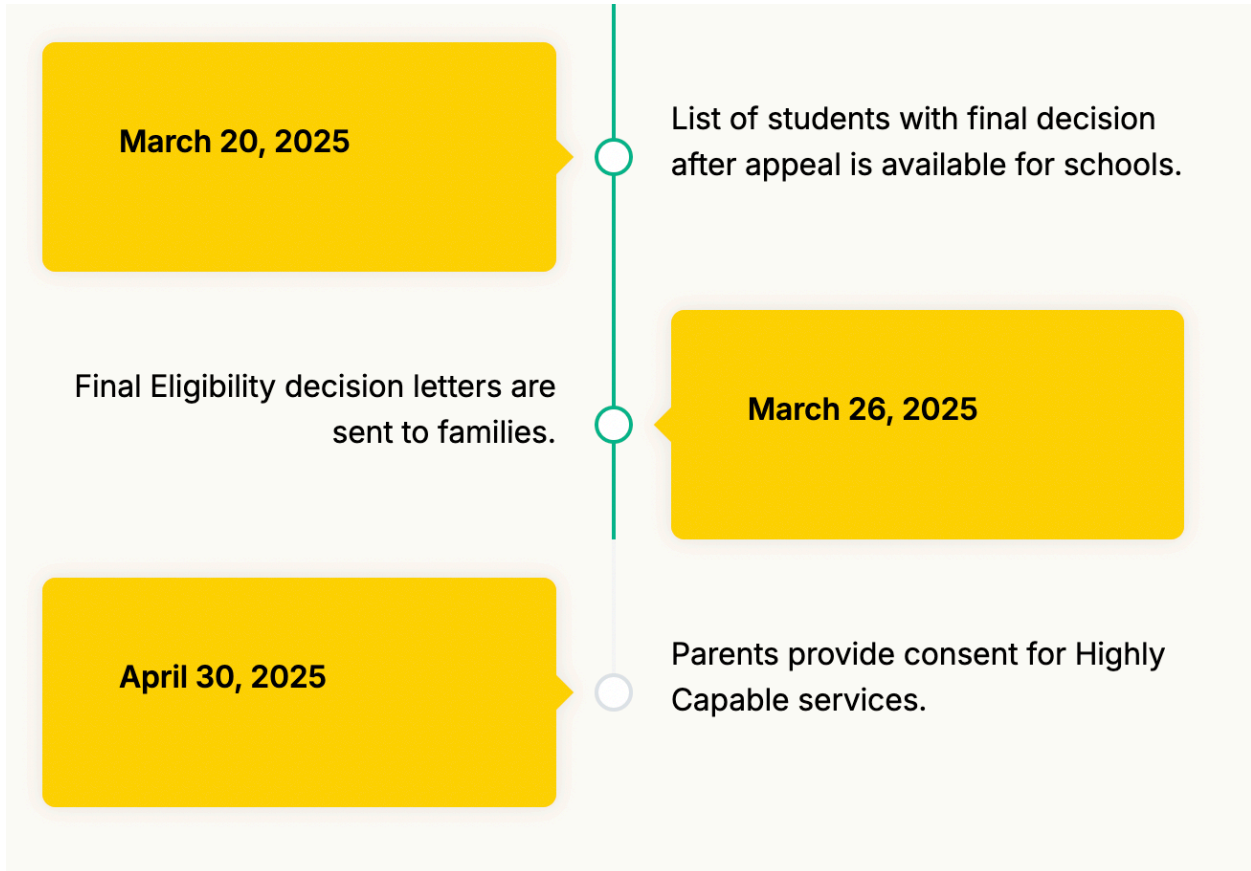 March 20, 2025
List of students with final decision
after appeal is available for schools.
Final Eligibility decision letters are
sent to families.
March 26, 2025
April 30, 2025
Parents provide consent for Highly
Capable services.